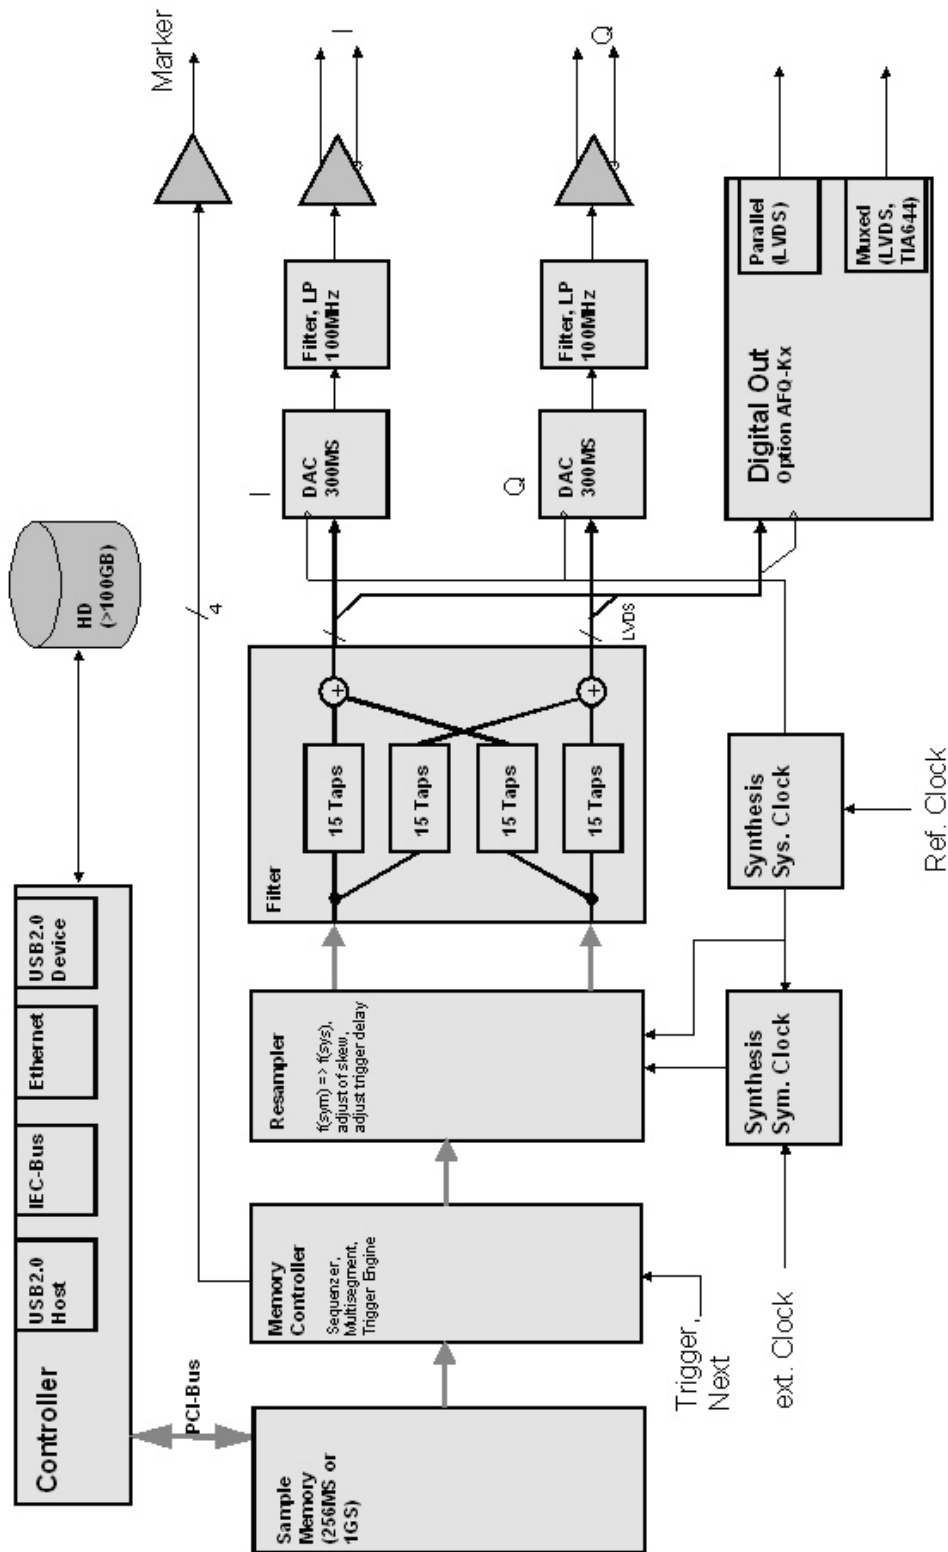 Controller
USB2.0
Host
IEC-Bus
Ethernet
USB2.0
Device
HD
(>100GB)
PCI-Bus
Marker
4
Sample
Memory
(256MS or
1GS)
Memory
Controller
Sequenzer,
Multisegment,
Trigger Engine
Resampler
f(sym) => f(sys),
adjust of skew,
adjust trigger delay
Filter
15 Taps
15 Taps
15 Taps
15 Taps
+
+
LVDS
I
DAC
300MS
Filter, LP
100MHz
I
Q
DAC
300MS
Filter, LP
100MHz
Q
Digital Out
Option AFQ-Kx
Parallel
(LVDS)
Muxed
(LVDS,
TIA644)
Trigger,
Next
Synthesis
Sym. Clock
ext. Clock
Synthesis
Sys. Clock
Ref. Clock